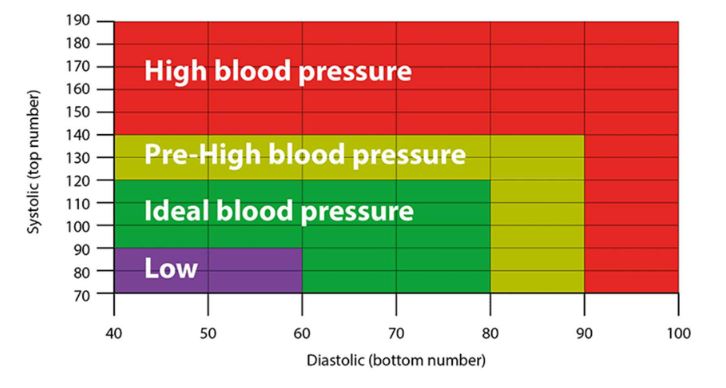 190
180
170
160
150
140
130
120
110
100
90
80
70
Systolic (top number)
High blood pressure
Pre-High blood pressure
Ideal blood pressure
Low
40 50 60 70 80 90 100
Diastolic (bottom number)